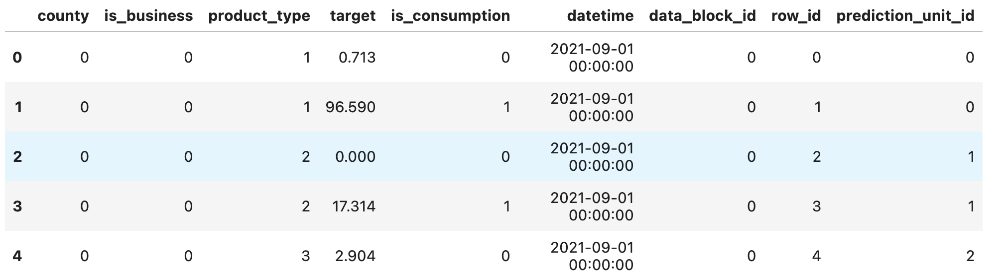 county is_business product_type target is_consumption datetime data_block_id row_id prediction_unit_id
0 0 0 1 0.713 0 2021-09-01 00:00:00 0 0 0
1 0 0 1 96.590 1 2021-09-01 00:00:00 0 1 0
2 0 0 2 0.000 0 2021-09-01 00:00:00 0 2 1
3 0 0 2 17.314 1 2021-09-01 00:00:00 0 3 1
4 0 0 3 2.904 0 2021-09-01 00:00:00 0 4 2